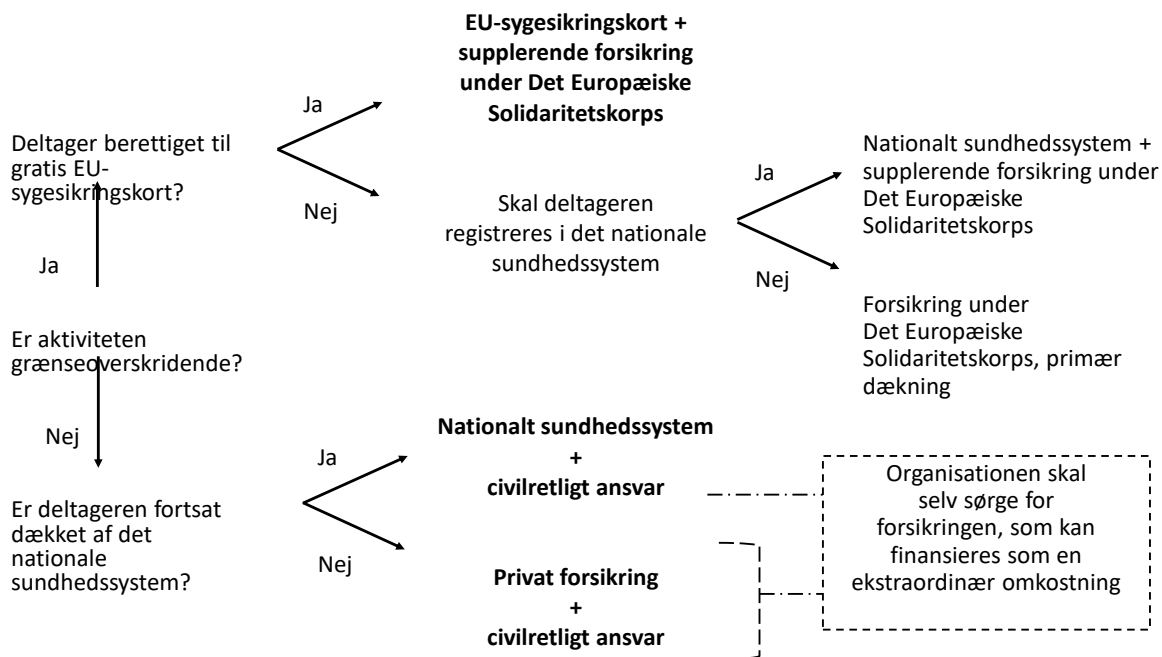 EU-sygesikringskort +
supplerende forsikring
under Det Europæiske
Solidaritetskorps
Ja
Deltager berettiget til
gratis EU-
sygesikringskort?
Nej
Skal deltageren
registreres i det nationale
sundhedssystem
Ja
Nationalt sundhedssystem +
supplerende forsikring under
Det Europæiske
Solidaritetskorps
Nej
Forsikring under
Det Europæiske
Solidaritetskorps, primær
dækning
Ja
Er aktiviteten
grænseoverskridende?
Nej
Er deltageren fortsat
dækket af det
nationale
sundhedssystem?
Ja
Nationalt sundhedssystem
+
civilretligt ansvar
Nej
Privat forsikring
+
civilretligt ansvar
Organisationen skal
selv sørge for
forsikringen, som kan
finansieres som en
ekstraordinær omkostning